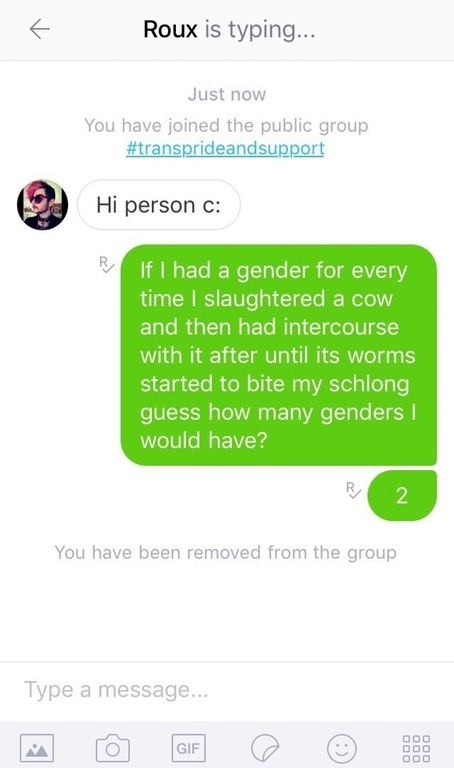 Roux is typing...
Just now
You have joined the public group
#transprideandsupport
Hi person c:
R
If I had a gender for every
time I slaughtered a cow
and then had intercourse
with it after until its worms
started to bite my schlong
guess how many genders I
would have?
R
2
You have been removed from the group
Type a message...
GIF